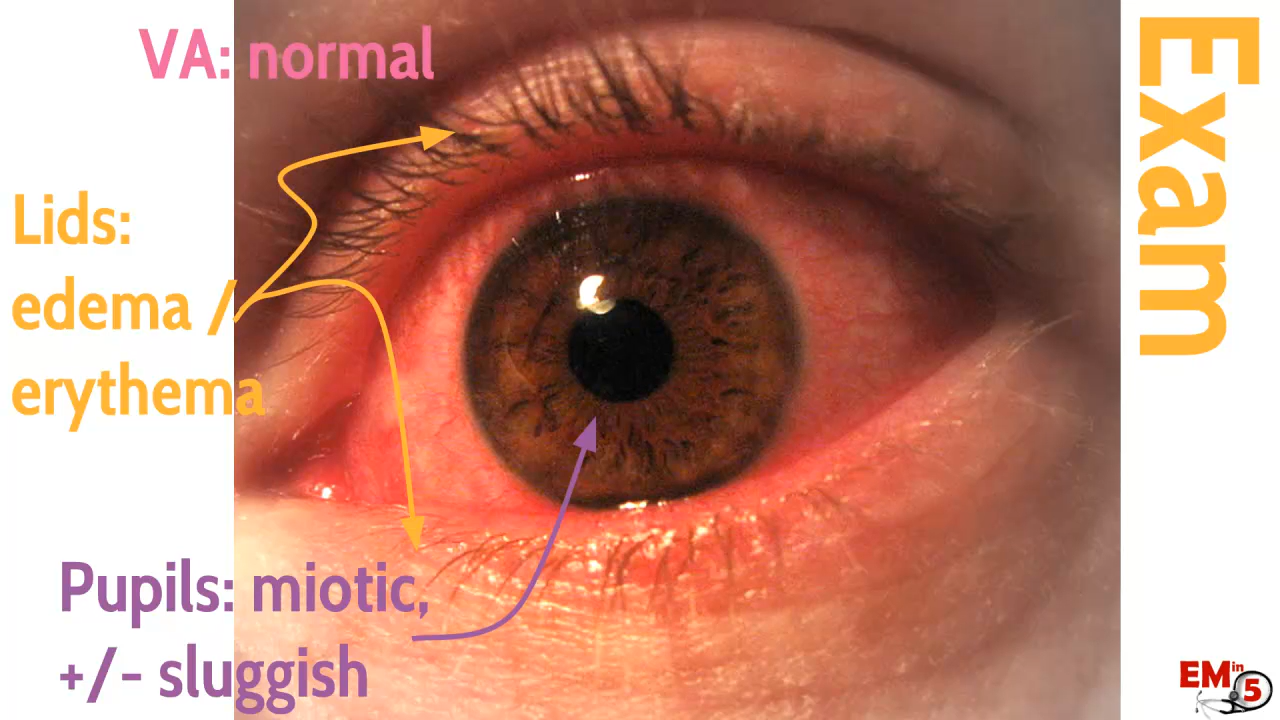 VA: normal
Exam
Lids:
edema /
erythema
Pupils: miotic,
+/- sluggish
EM in 5